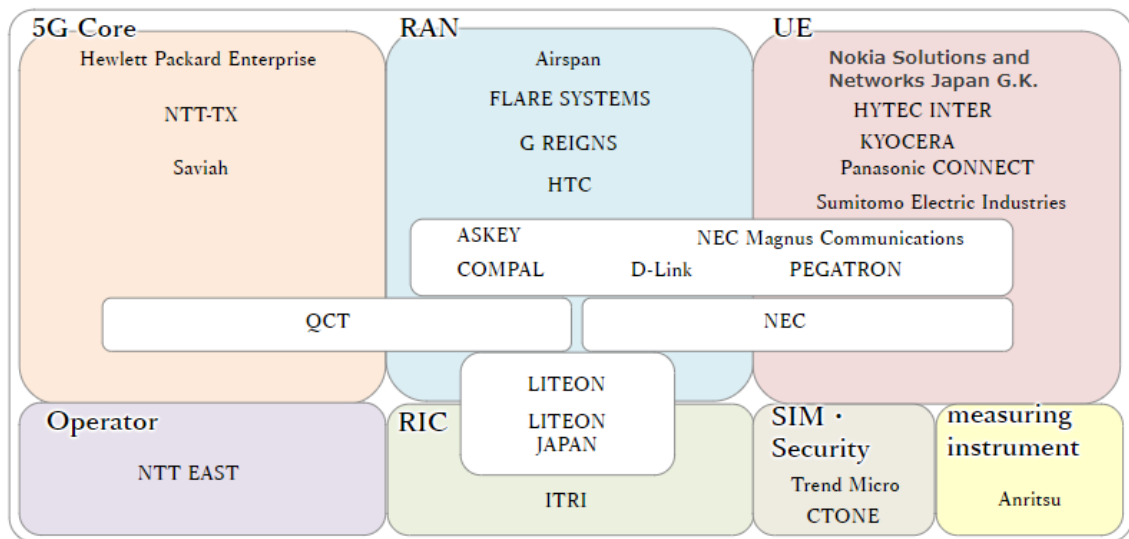 5G Core
Hewlett Packard Enterprise
NTT-TX
Saviah
RAN
Airspan
FLARE SYSTEMS
G REIGNS
HTC
UE
Nokia Solutions and
Networks Japan G.K.
HYTEC INTER
KYOCERA
Panasonic CONNECT
Sumitomo Electric Industries
ASKEY NEC Magnus Communications
COMPAL D-Link PEGATRON
QCT
NEC
LITEON
LITEON
JAPAN
Operator
NTT EAST
RIC
ITRI
SIM・
Security
Trend Micro
CTONE
measuring
instrument
Anritsu